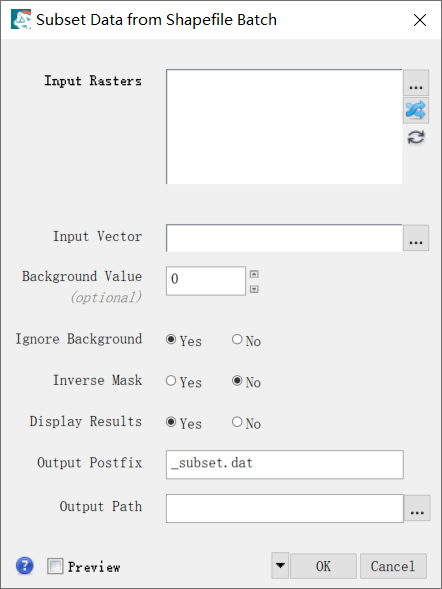 Subset Data from Shapefile Batch
Input Rasters
...
Input Vector
...
Background Value
0
(optional)
Ignore Background Yes No
Inverse Mask Yes No
Display Results Yes No
Output Postfix _subset.dat
Output Path
...
? Preview OK Cancel